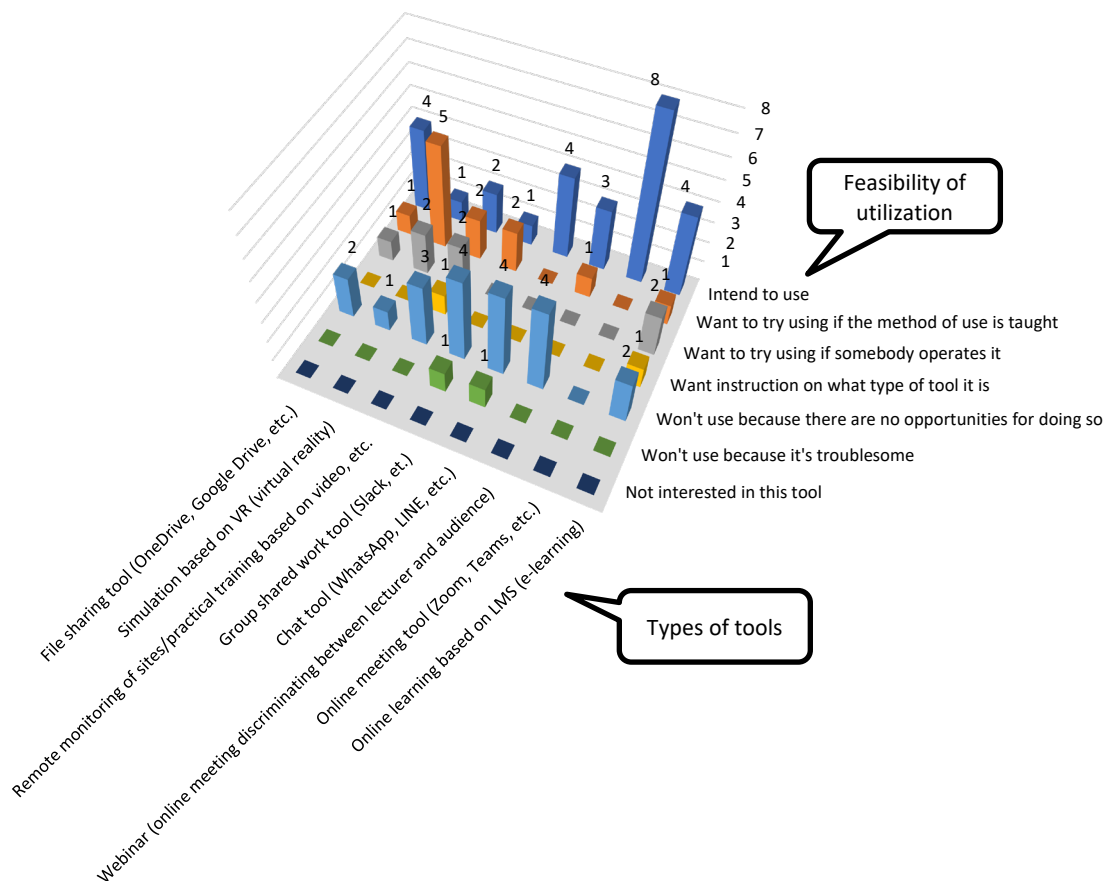 8
8
7
6
5
4
3
2
1
4
1
2
1
4
3
4
1
5
2
2
1
1
1
2
2
2
1
1
2
1
3
4
4
4
2
1
1
Feasibility of
utilization
Intend to use
Want to try using if the method of use is taught
Want to try using if somebody operates it
Want instruction on what type of tool it is
Won't use because there are no opportunities for doing so
Won't use because it's troublesome
Not interested in this tool
File sharing tool (OneDrive, Google Drive, etc.)
Simulation based on VR (virtual reality)
Remote monitoring of sites/practical training based on video, etc.
Group shared work tool (Slack, et.)
Chat tool (WhatsApp, LINE, etc.)
Webinar (online meeting discriminating between lecturer and audience)
Online meeting tool (Zoom, Teams, etc.)
Online learning based on LMS (e-learning)
Types of tools